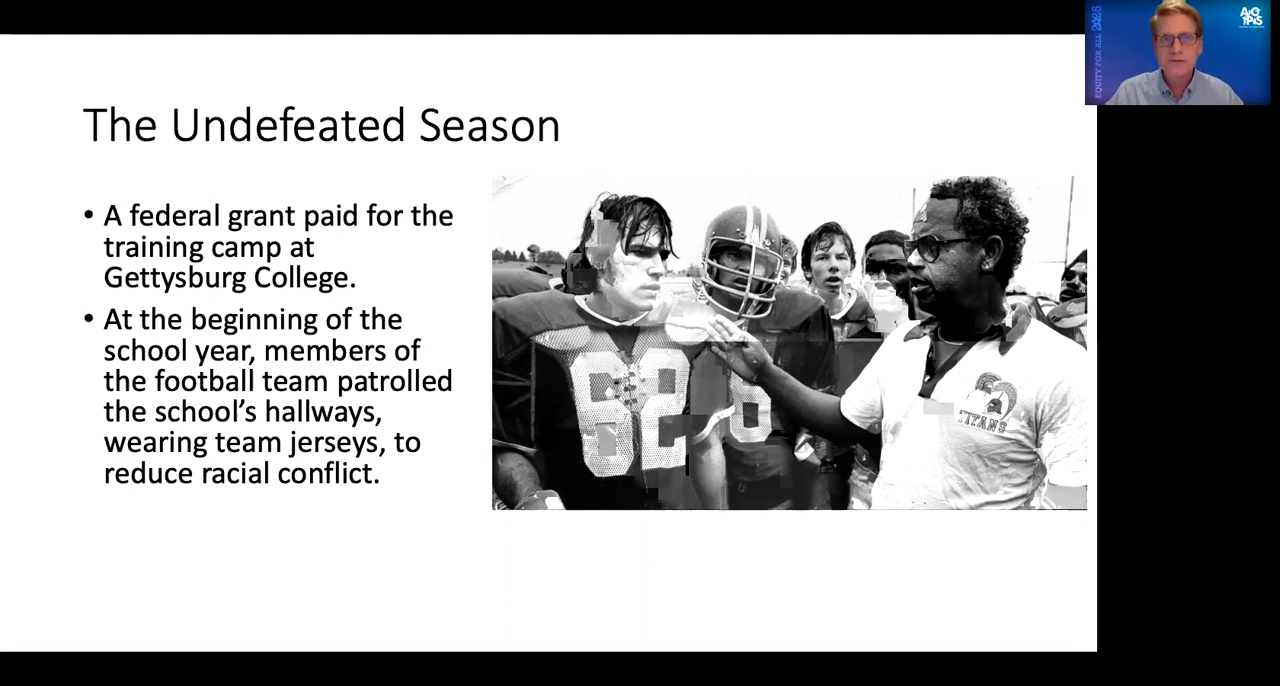 EQUITY FOR ALL 2025
The Undefeated Season
• A federal grant paid for the
training camp at
Gettysburg College.
• At the beginning of the
school year, members of
the football team patrolled
the school’s hallways,
wearing team jerseys, to
reduce racial conflict.
62
TITANS